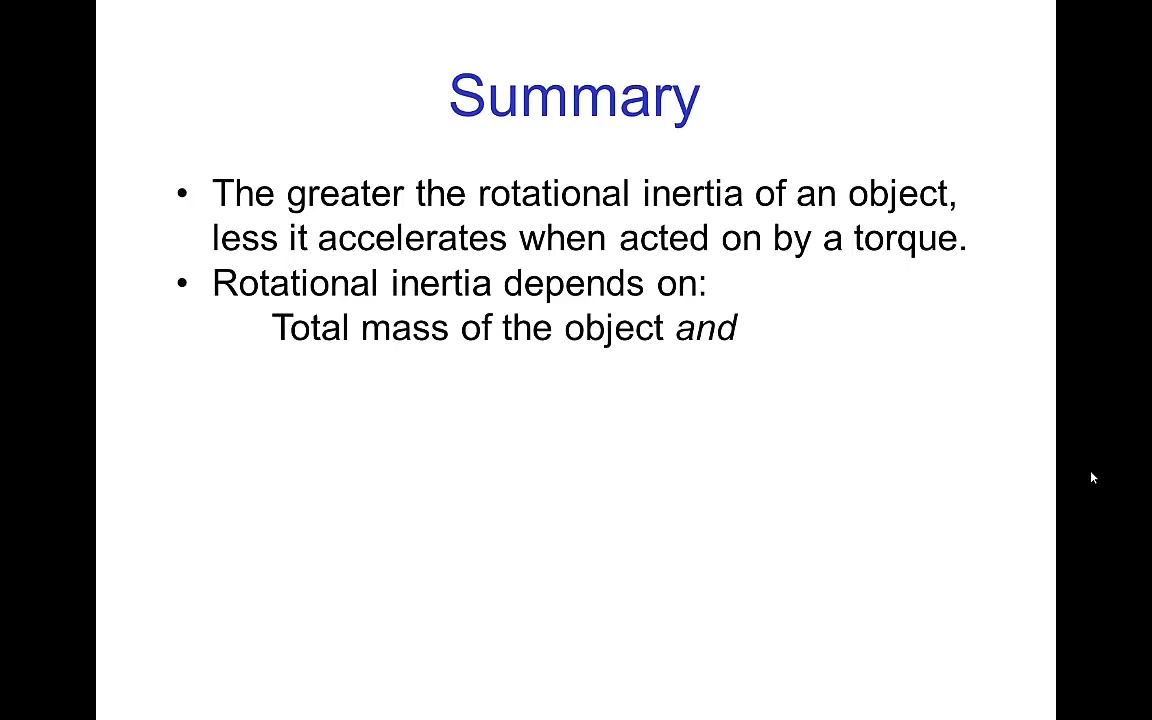 Summary
• The greater the rotational inertia of an object,
less it accelerates when acted on by a torque.
• Rotational inertia depends on:
Total mass of the object and